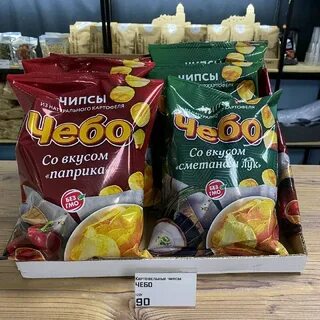 ЧИПСЫ
ИЗ НАТУРАЛЬНОГО КАРТОФЕЛЯ
Чебо
Со вкусом
«паприка»
БЕЗ
ГМО
ЧИПСЫ
КАРТОФЕЛЯ
Чебо
Со вкусом
«сметана и лук»
БЕЗ
ГМО
КАРТОФЕЛЬНЫЕ ЧИПСЫ
ЧЕБО
90